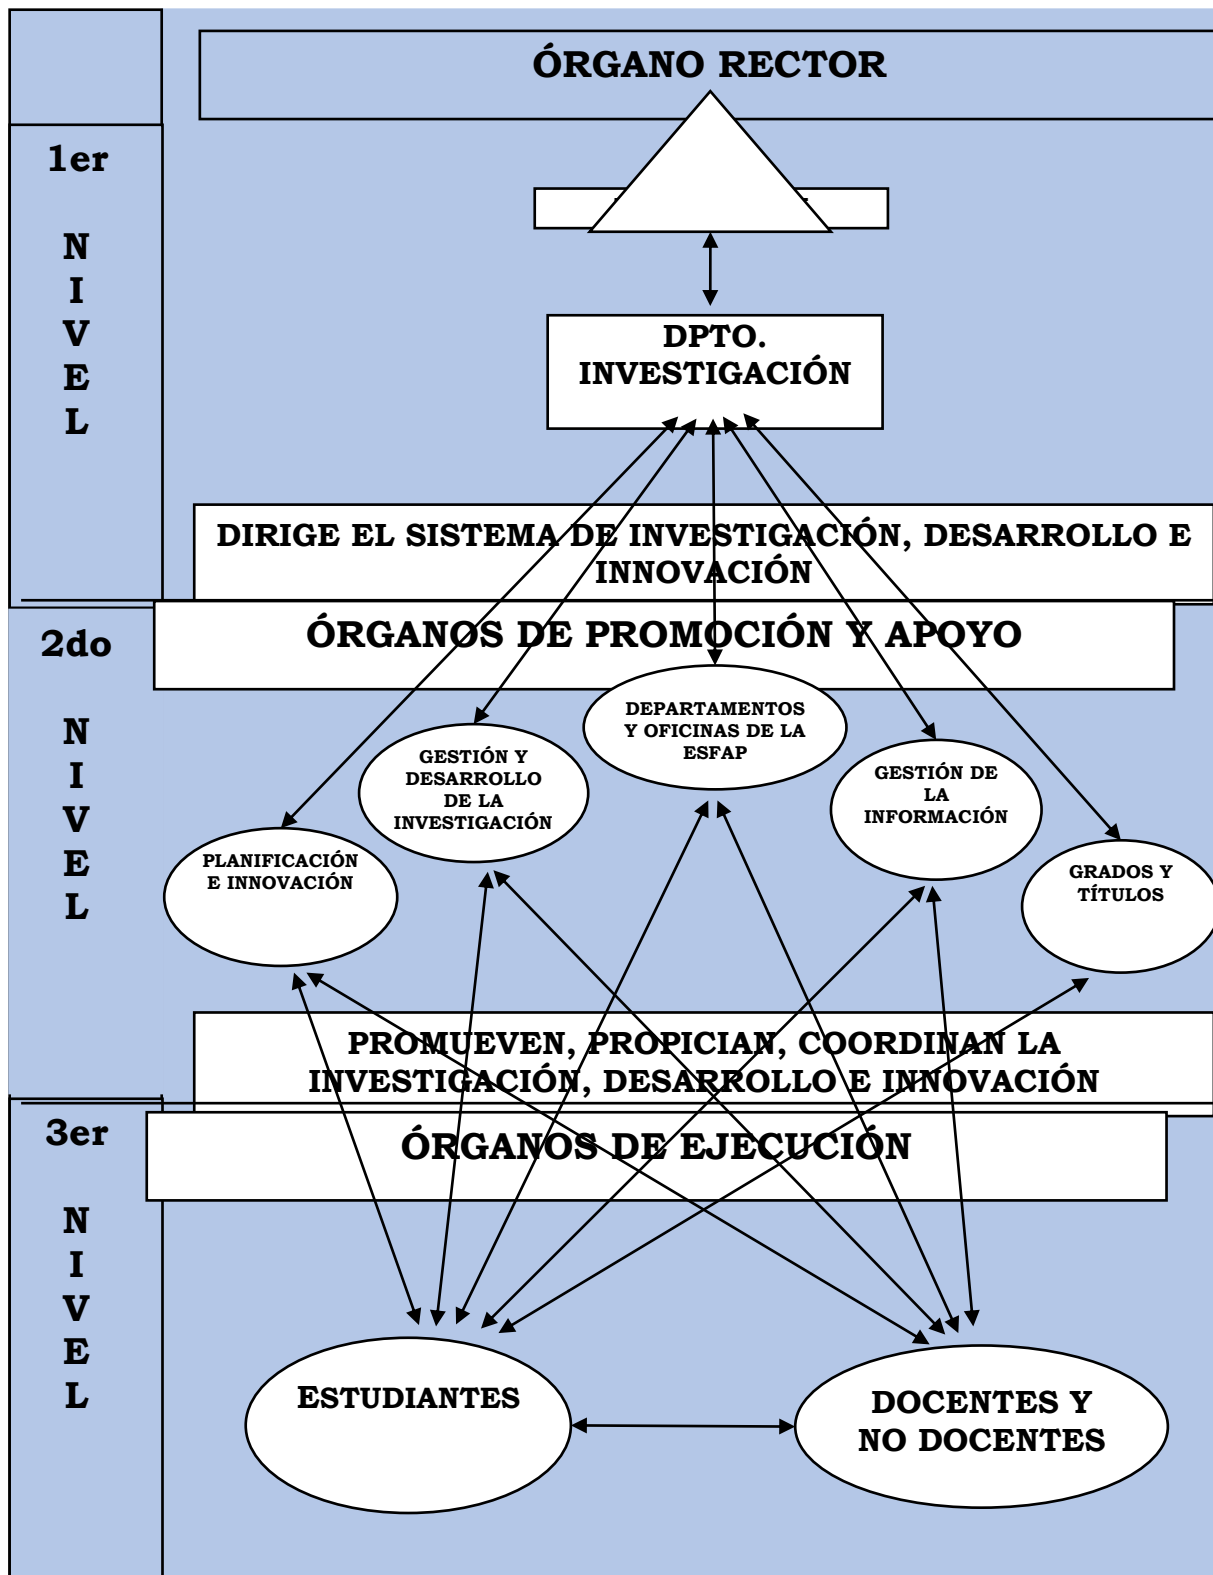 ÓRGANO RECTOR
1er
N
I
V
E
L
DPTO.
INVESTIGACIÓN
DIRIGE EL SISTEMA DE INVESTIGACIÓN, DESARROLLO E
INNOVACIÓN
2do
N
I
V
E
L
ÓRGANOS DE PROMOCIÓN Y APOYO
DEPARTAMENTOS
Y OFICINAS DE LA
ESFAP
GESTIÓN Y
DESARROLLO
DE LA
INVESTIGACIÓN
GESTIÓN DE
LA
INFORMACIÓN
PLANIFICACIÓN
E INNOVACIÓN
GRADOS Y
TÍTULOS
PROMUEVEN, PROPICIAN, COORDINAN LA
INVESTIGACIÓN, DESARROLLO E INNOVACIÓN
3er
N
I
V
E
L
ÓRGANOS DE EJECUCIÓN
ESTUDIANTES
DOCENTES Y
NO DOCENTES